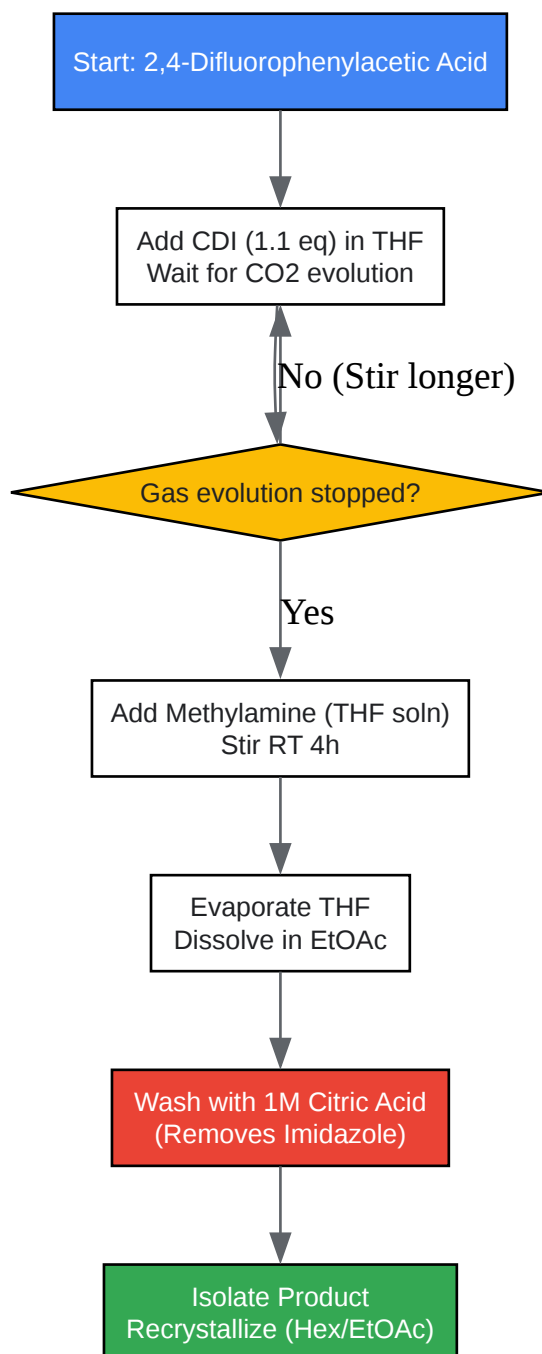 Start: 2,4-Difluorophenylacetic Acid
Add CDI (1.1 eq) in THF
Wait for CO2 evolution
No (Stir longer)
Gas evolution stopped?
Yes
Add Methylamine (THF soln)
Stir RT 4h
Evaporate THF
Dissolve in EtOAc
Wash with 1M Citric Acid
(Removes Imidazole)
Isolate Product
Recrystallize (Hex/EtOAc)